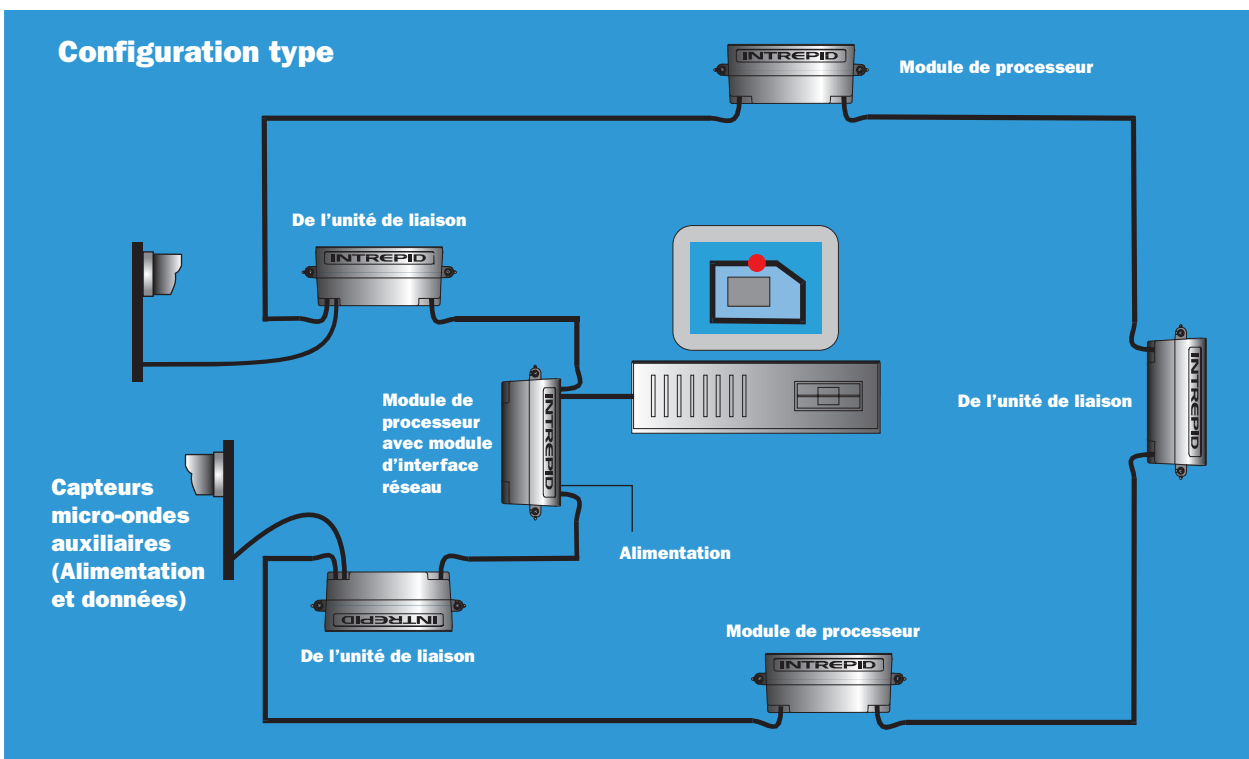 Configuration type
INTREPID
Module de processeur
De l'unité de liaison
INTREPID
INTREPID
De l'unité de liaison
Module de
processeur
avec module
d'interface
réseau
INTREPID
Capteurs
micro-ondes
auxiliaires
(Alimentation
et données)
Alimentation
INTREPID
De l'unité de liaison
Module de processeur
INTREPID